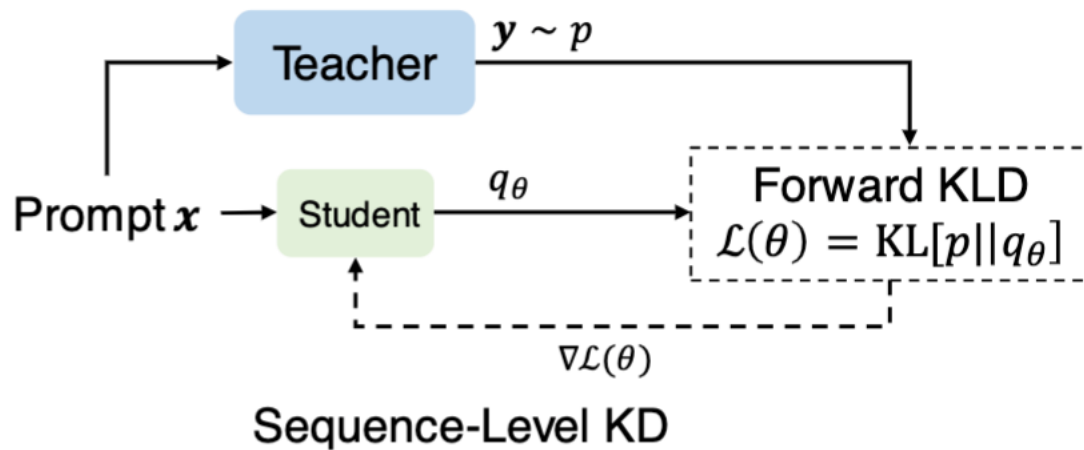 Teacher
𝒚 ~ p
Prompt 𝒙
Student
q_θ
Forward KLD
ℒ(θ) = KL[p||q_θ]
∇ℒ(θ)
Sequence-Level KD